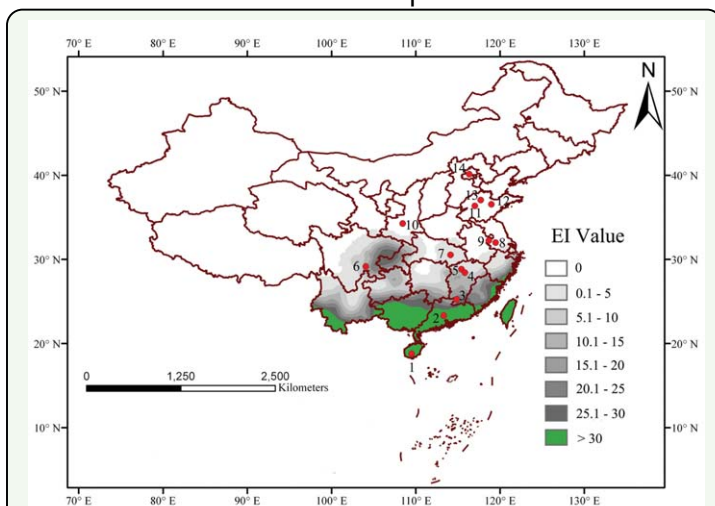 70° E 80° E 90° E 100° E 110° E 120° E 130° E
N
50° N 50° N
40° N 40° N
30° N 30° N
20° N 20° N
10° N 10° N
14
13
12
11
10
9 8
7
6
5
4
3
2
1
EI Value
0
0.1 - 5
5.1 - 10
10.1 - 15
15.1 - 20
20.1 - 25
25.1 - 30
> 30
0 1,250 2,500
Kilometers
70° E 80° E 90° E 100° E 110° E 120° E 130° E